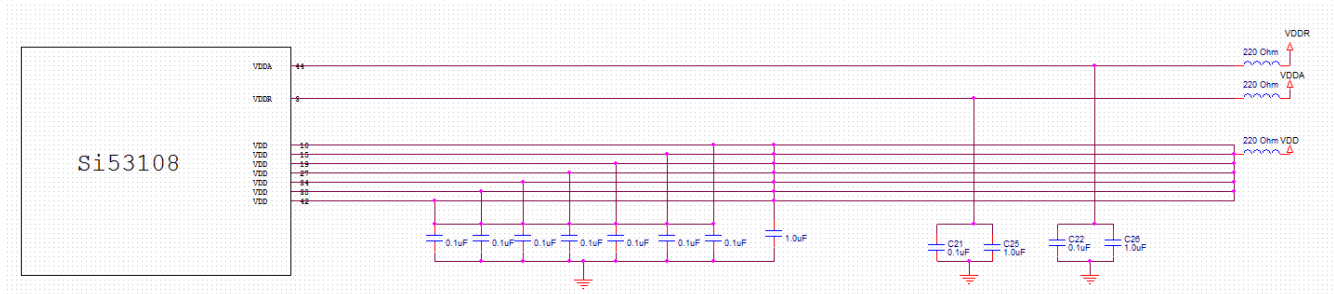 VDDR
220 Ohm
VDDA 44
VDDA
220 Ohm
VDDR 8
220 Ohm VDD
VDD 10
VDD 15
VDD 19
VDD 27
VDD 34
VDD 38
VDD 42
Si53108
0.1uF 0.1uF 0.1uF 0.1uF 0.1uF 0.1uF 0.1uF 1.0uF
C21 C25 C22 C26
0.1uF 1.0uF 0.1uF 1.0uF